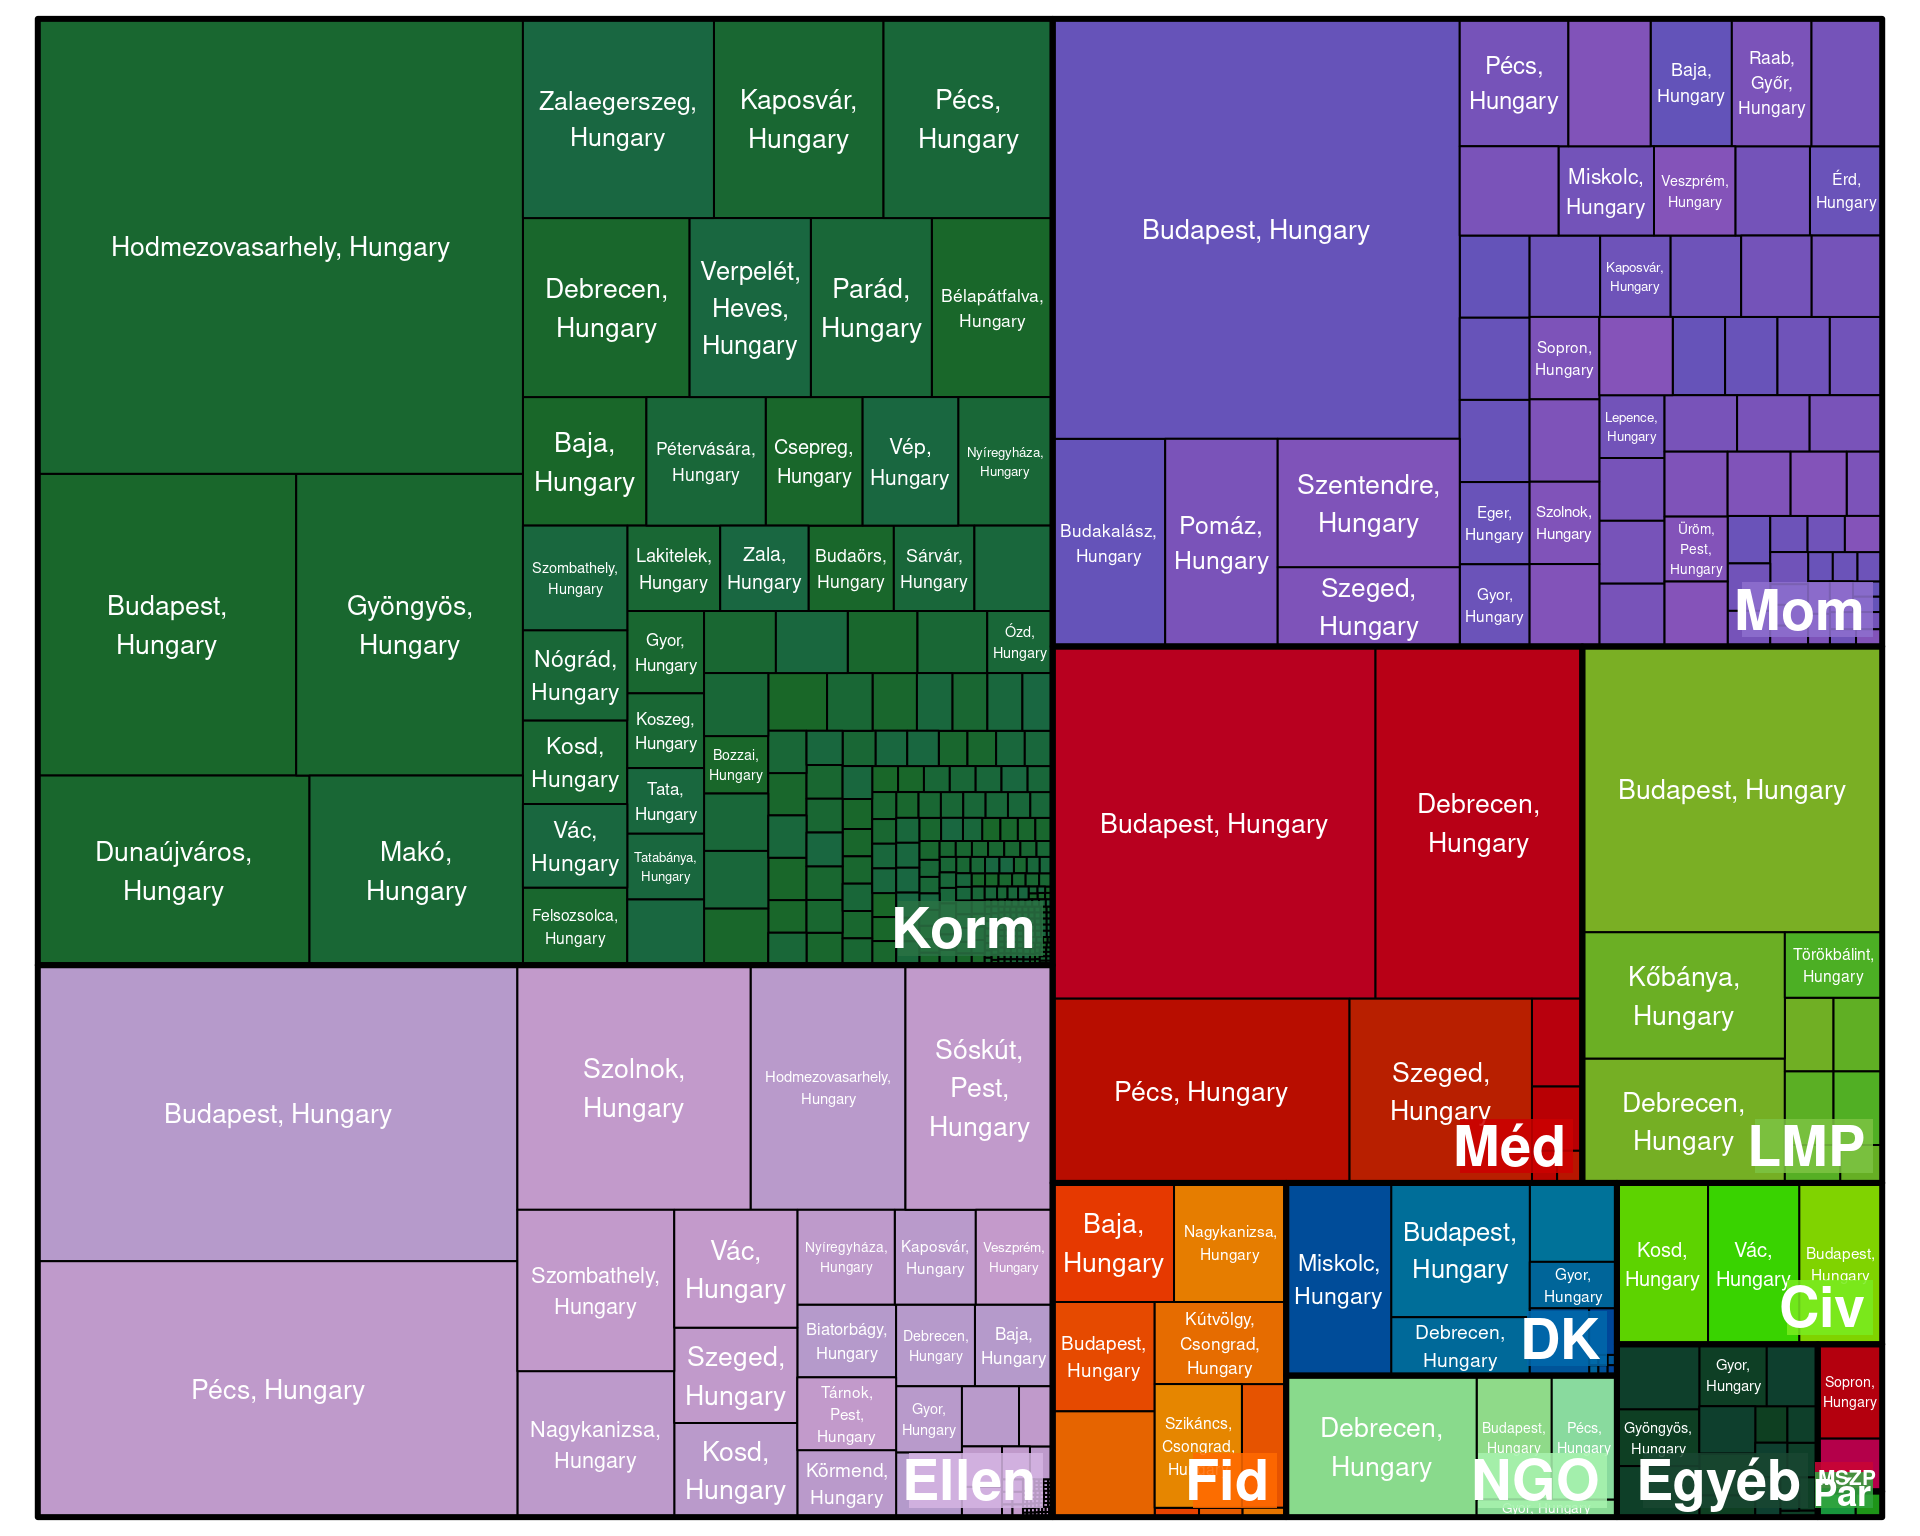 Hodmezovasarhely, Hungary
Budapest,
Hungary
Gyöngyös,
Hungary
Dunaújváros,
Hungary
Makó,
Hungary
Zalaegerszeg,
Hungary
Kaposvár,
Hungary
Pécs,
Hungary
Debrecen,
Hungary
Verpelét,
Heves,
Hungary
Parád,
Hungary
Bélapátfalva,
Hungary
Baja,
Hungary
Pétervására,
Hungary
Csepreg,
Hungary
Vép,
Hungary
Nyíregyháza,
Hungary
Szombathely,
Hungary
Lakitelek,
Hungary
Zala,
Hungary
Budaörs,
Hungary
Sárvár,
Hungary
Nógrád,
Hungary
Gyor,
Hungary
Ózd,
Hungary
Kosd,
Hungary
Koszeg,
Hungary
Bozzai,
Hungary
Vác,
Hungary
Tata,
Hungary
Tatabánya,
Hungary
Felsozsolca,
Hungary
Korm
Budapest, Hungary
Pécs,
Hungary
Baja,
Hungary
Raab,
Győr,
Hungary
Miskolc,
Hungary
Veszprém,
Hungary
Érd,
Hungary
Kaposvár,
Hungary
Sopron,
Hungary
Lepence,
Hungary
Budakalász,
Hungary
Pomáz,
Hungary
Szentendre,
Hungary
Szeged,
Hungary
Eger,
Hungary
Szolnok,
Hungary
Üröm,
Pest,
Hungary
Gyor,
Hungary
Mom
Budapest, Hungary
Debrecen,
Hungary
Pécs, Hungary
Szeged,
Hungary
Méd
Budapest, Hungary
Kőbánya,
Hungary
Törökbálint,
Hungary
Debrecen,
Hungary
LMP
Budapest, Hungary
Pécs, Hungary
Szolnok,
Hungary
Hodmezovasarhely,
Hungary
Sóskút,
Pest,
Hungary
Szombathely,
Hungary
Vác,
Hungary
Nyíregyháza,
Hungary
Kaposvár,
Hungary
Veszprém,
Hungary
Szeged,
Hungary
Biatorbágy,
Hungary
Debrecen,
Hungary
Baja,
Hungary
Nagykanizsa,
Hungary
Kosd,
Hungary
Tárnok,
Pest,
Hungary
Gyor,
Hungary
Körmend,
Hungary
Ellen
Baja,
Hungary
Nagykanizsa,
Hungary
Budapest,
Hungary
Kútvölgy,
Csongrad,
Hungary
Szikáncs,
Csongrad,
Fid
Miskolc,
Hungary
Budapest,
Hungary
Gyor,
Hungary
Debrecen,
Hungary
DK
Debrecen,
Hungary
Budapest,
Hungary
Pécs,
Hungary
Gyor, Hungary
NGO
Kosd,
Hungary
Vác,
Hungary
Budapest,
Hungary
Civ
Gyor,
Hungary
Gyöngyös,
Hungary
Egyéb
Sopron,
Hungary
MSZP
Par